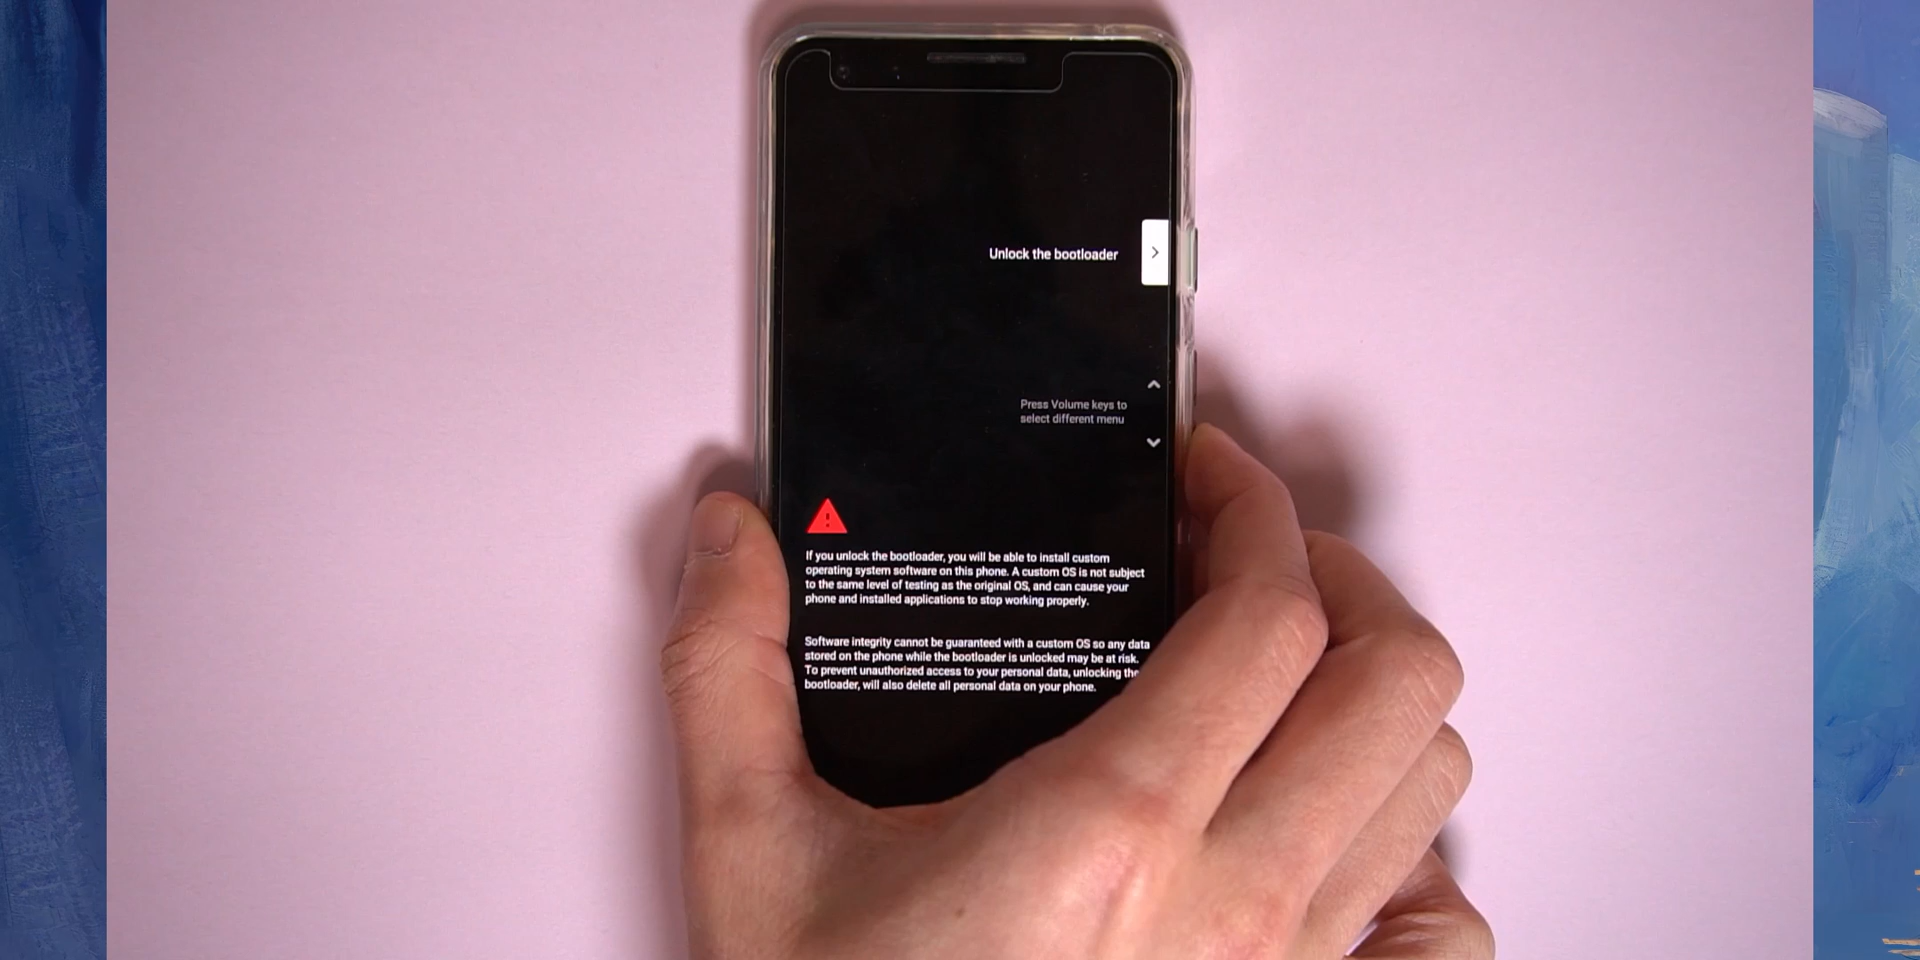 Unlock the bootloader
Press Volume keys to
select different menu
If you unlock the bootloader, you will be able to install custom
operating system software on this phone. A custom OS is not subject
to the same level of testing as the original OS, and can cause your
phone and installed applications to stop working properly.
Software integrity cannot be guaranteed with a custom OS so any data
stored on the phone while the bootloader is unlocked may be at risk.
To prevent unauthorized access to your personal data, unlocking the
bootloader, will also delete all personal data on your phone.